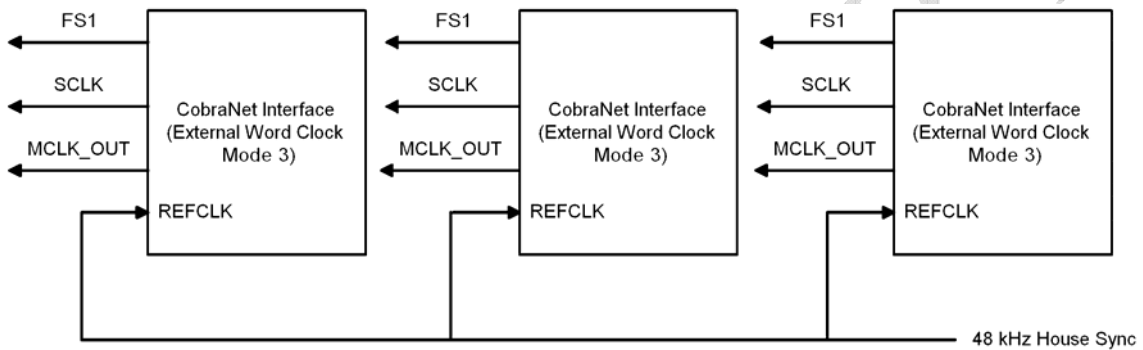 FS1
SCLK
MCLK_OUT
CobraNet Interface
(External Word Clock
Mode 3)
REFCLK
FS1
SCLK
MCLK_OUT
CobraNet Interface
(External Word Clock
Mode 3)
REFCLK
FS1
SCLK
MCLK_OUT
CobraNet Interface
(External Word Clock
Mode 3)
REFCLK
48 kHz House Sync